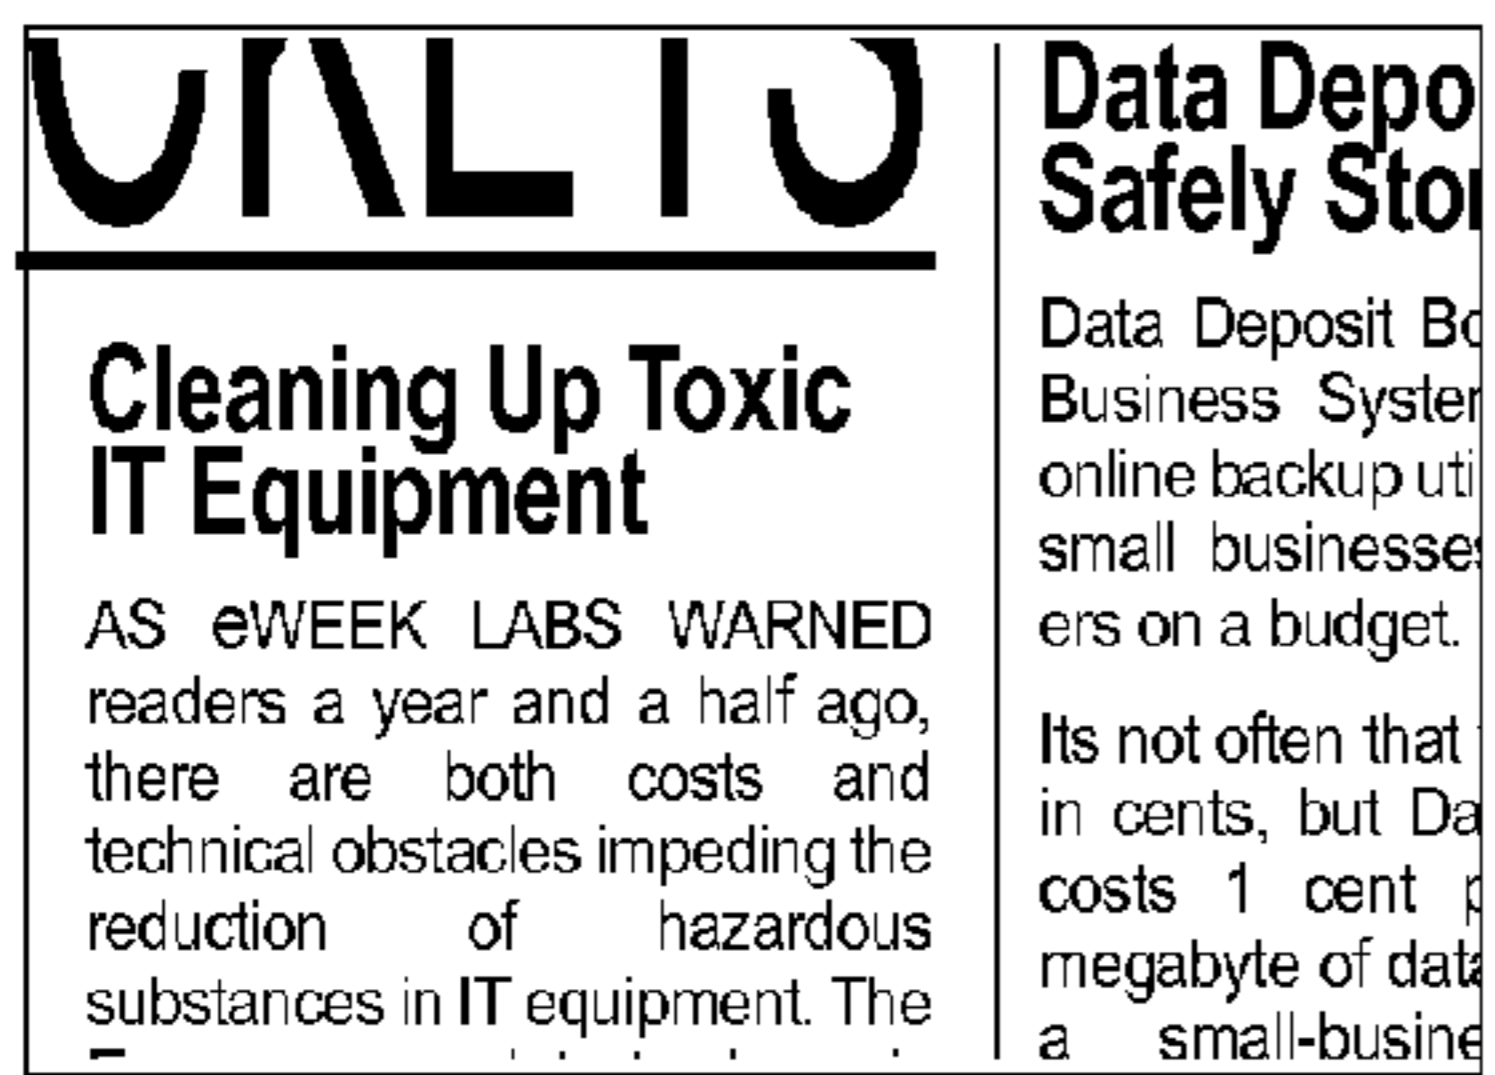 Cleaning Up Toxic
IT Equipment
AS eWEEK LABS WARNED
readers a year and a half ago,
there are both costs and
technical obstacles impeding the
reduction of hazardous
substances in IT equipment. The
Data Depo
Safely Stor
Data Deposit Bo
Business System
online backup uti
small businesses
ers on a budget.
Its not often that
in cents, but Da
costs 1 cent p
megabyte of data
a small-busine